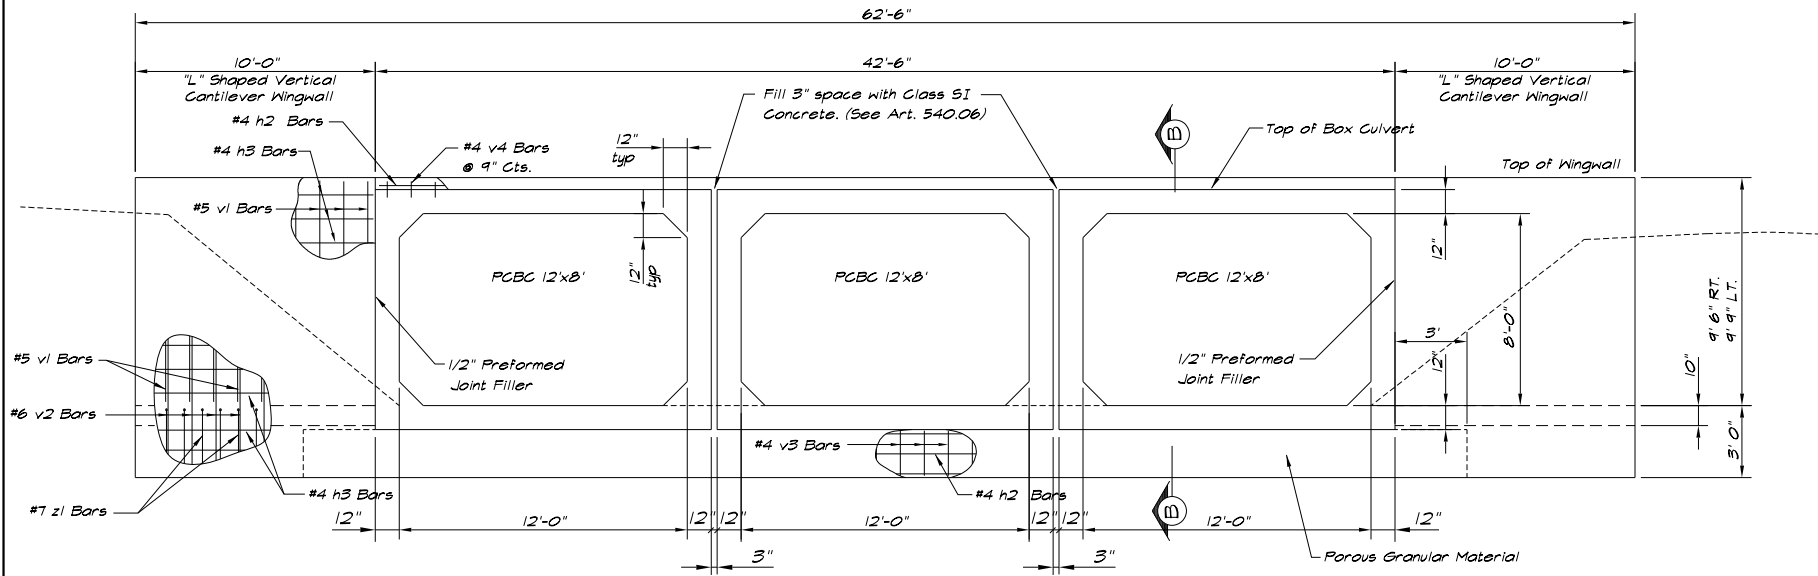 62'-6"
10'-0"
42'-6"
10'-0"
"L" Shaped Vertical
Cantilever Wingwall
Fill 3" space with Class SI
Concrete. (See Art. 540.06)
"L" Shaped Vertical
Cantilever Wingwall
#4 h2 Bars
#4 h3 Bars
#4 v4 Bars
@ 9" Cts.
12"
typ
B
Top of Box Culvert
Top of Wingwall
#5 v1 Bars
12"
typ
PCBC 12'x8'
PCBC 12'x8'
PCBC 12'x8'
12"
8'-0"
9' 6" RT.
9' 9" LT.
#5 v1 Bars
1/2" Preformed
Joint Filler
1/2" Preformed
Joint Filler
3'
12"
10"
3' 0"
#6 v2 Bars
#4 v3 Bars
#7 z1 Bars
#4 h3 Bars
#4 h2 Bars
B
12"
12'-0"
12"
12"
12'-0"
12"
12"
12'-0"
12"
3"
3"
Porous Granular Material